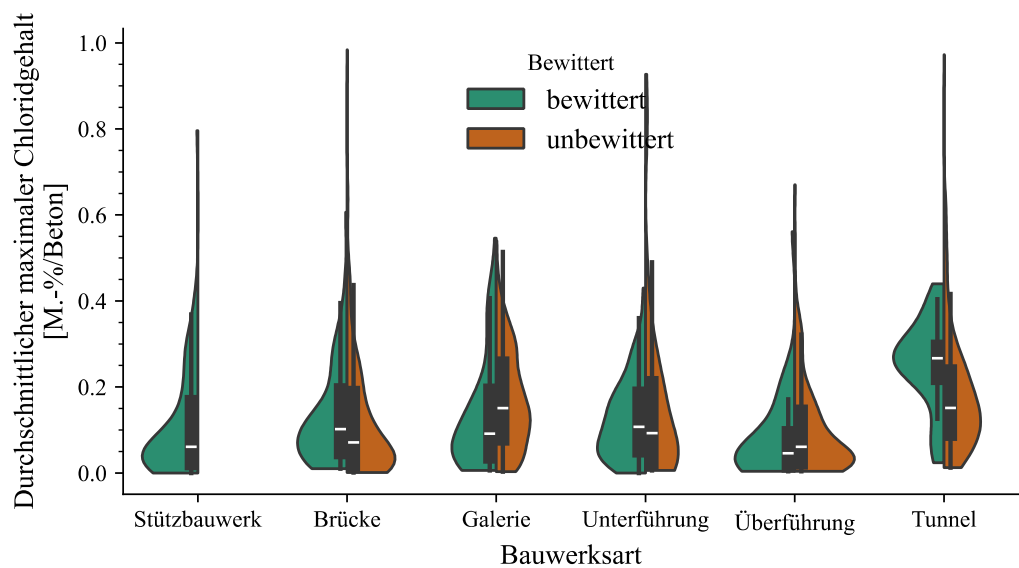 Durchschnittlicher maximaler Chloridgehalt
[M.-%/Beton]
1.0
0.8
0.6
0.4
0.2
0.0
Bewittert
bewittert
unbewittert
Stützbauwerk
Brücke
Galerie
Unterführung
Überführung
Tunnel
Bauwerksart